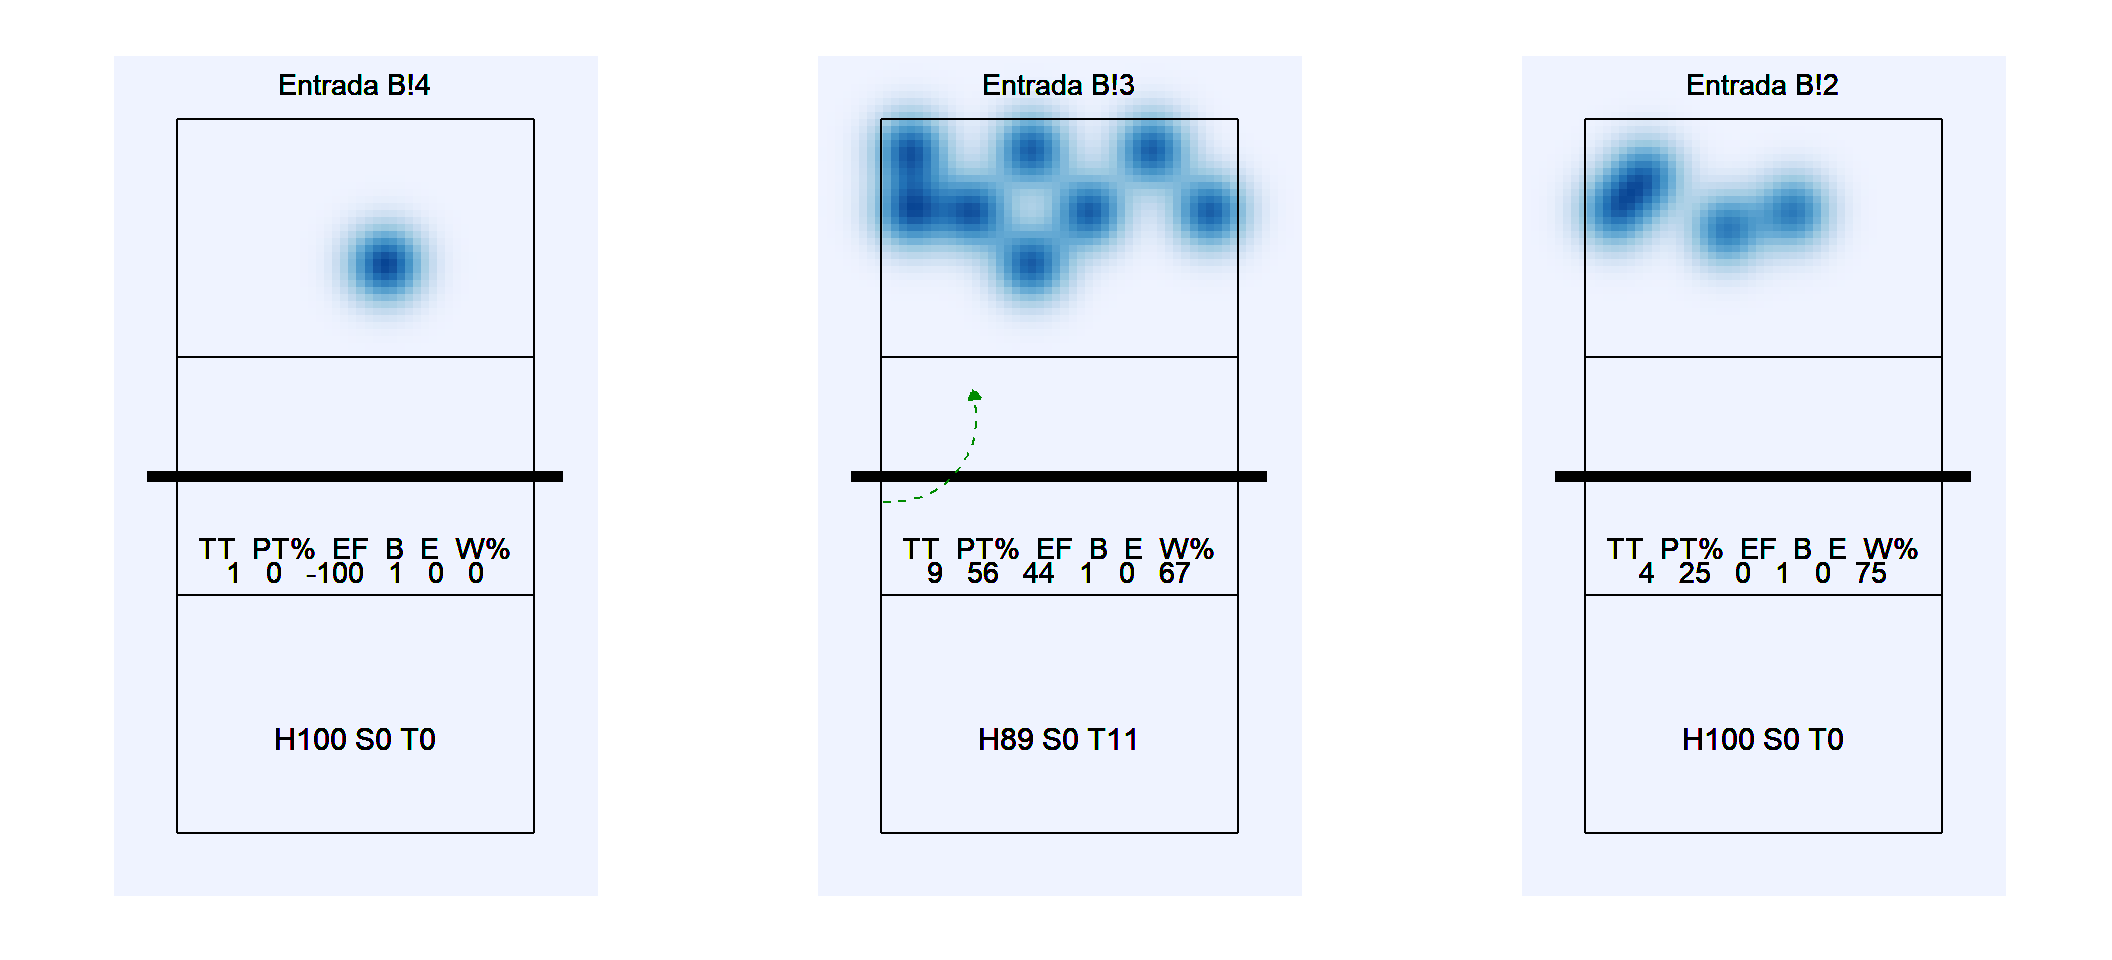 Entrada B!4
TT PT% EF B E W%
1 0 -100 1 0 0
H100 S0 T0
Entrada B!3
TT PT% EF B E W%
9 56 44 1 0 67
H89 S0 T11
Entrada B!2
TT PT% EF B E W%
4 25 0 1 0 75
H100 S0 T0